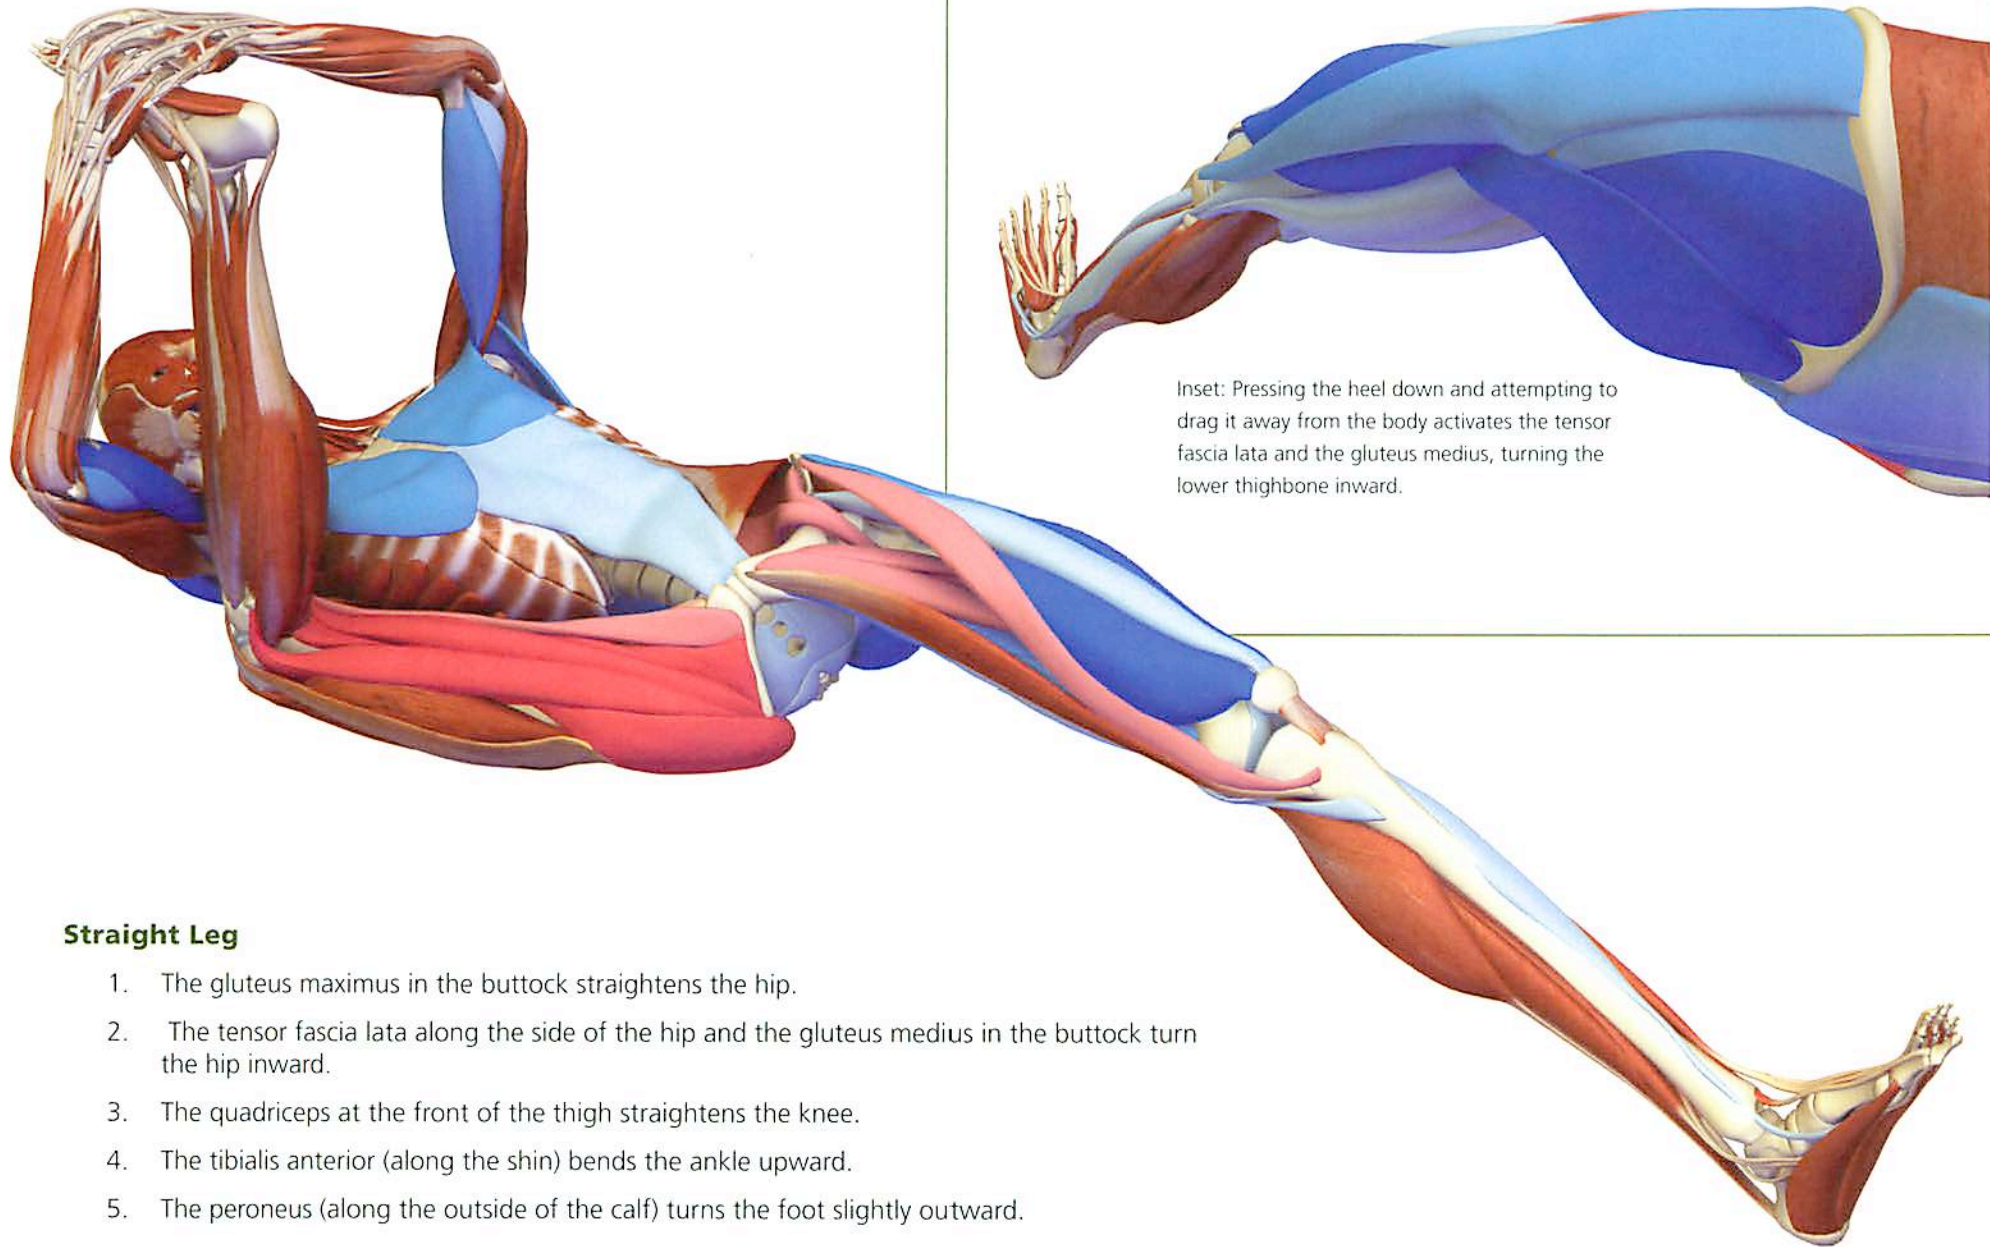 Inset: Pressing the heel down and attempting to
drag it away from the body activates the tensor
fascia lata and the gluteus medius, turning the
lower thighbone inward.
Straight Leg
1. The gluteus maximus in the buttock straightens the hip.
2. The tensor fascia lata along the side of the hip and the gluteus medius in the buttock turn
the hip inward.
3. The quadriceps at the front of the thigh straightens the knee.
4. The tibialis anterior (along the shin) bends the ankle upward.
5. The peroneus (along the outside of the calf) turns the foot slightly outward.